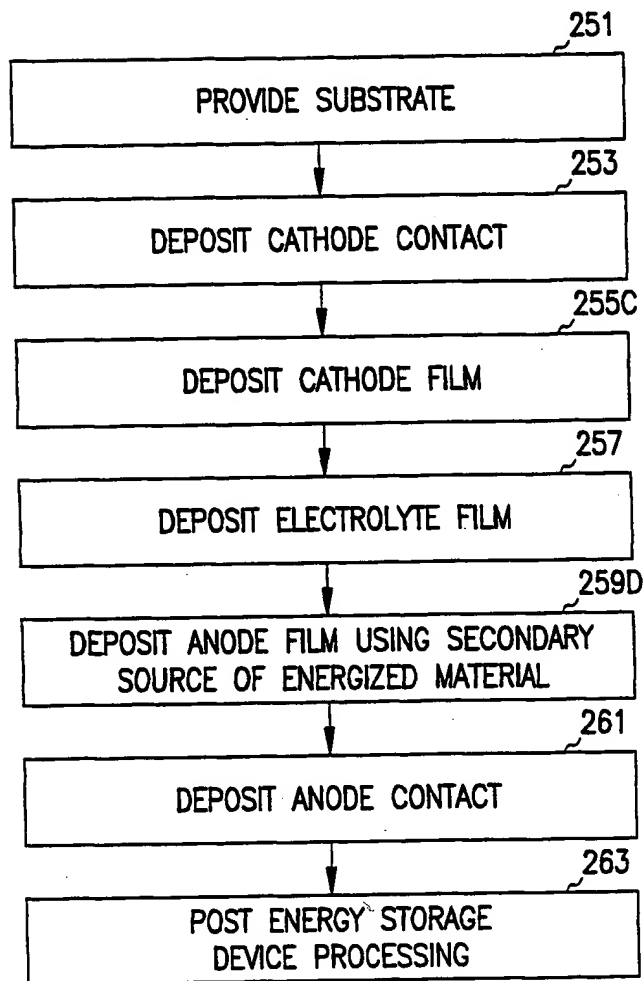 251
PROVIDE SUBSTRATE
253
DEPOSIT CATHODE CONTACT
255C
DEPOSIT CATHODE FILM
257
DEPOSIT ELECTROLYTE FILM
259D
DEPOSIT ANODE FILM USING SECONDARY
SOURCE OF ENERGIZED MATERIAL
261
DEPOSIT ANODE CONTACT
263
POST ENERGY STORAGE
DEVICE PROCESSING